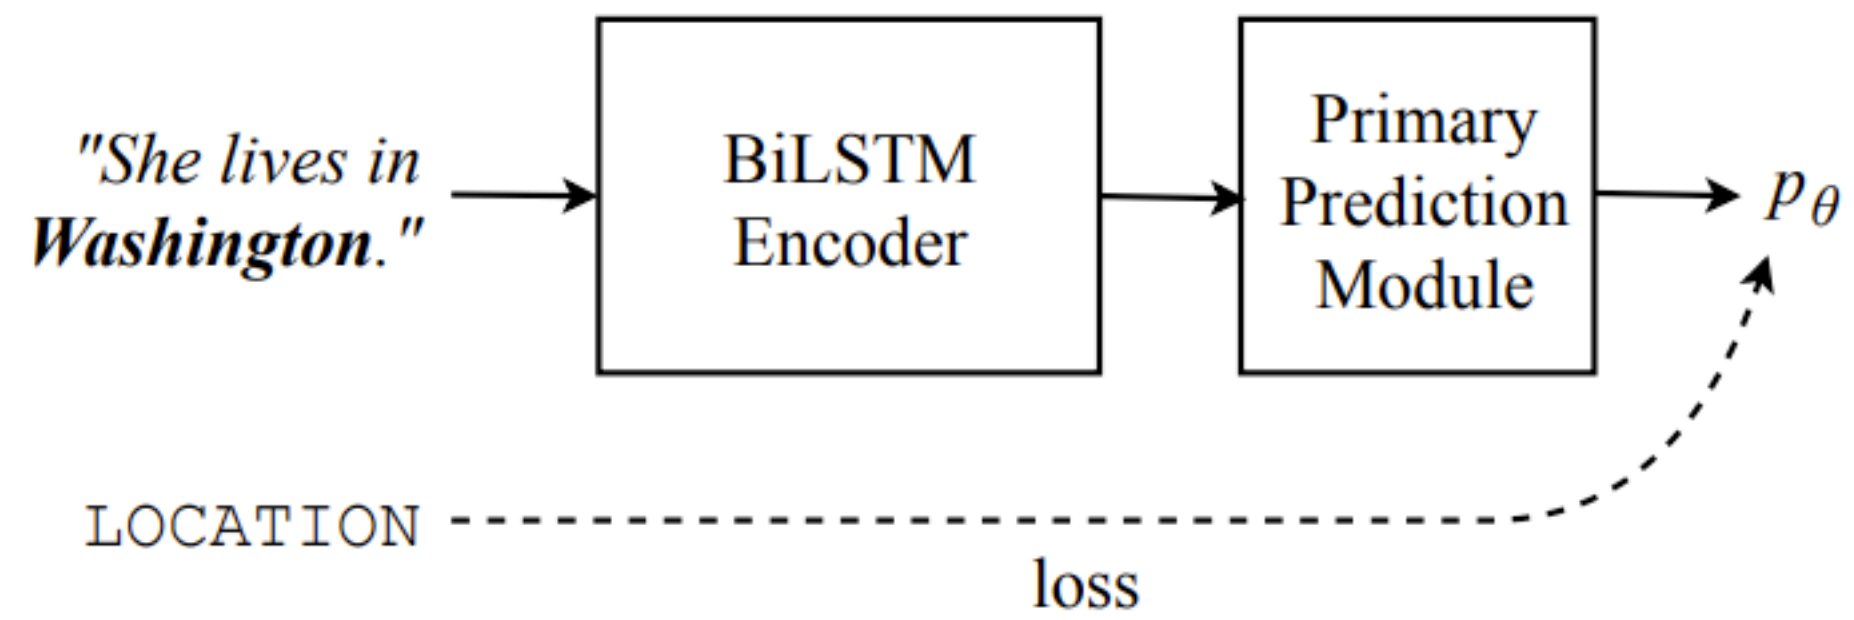 "She lives in
Washington."
BiLSTM
Encoder
Primary
Prediction
Module
pθ
LOCATION
loss